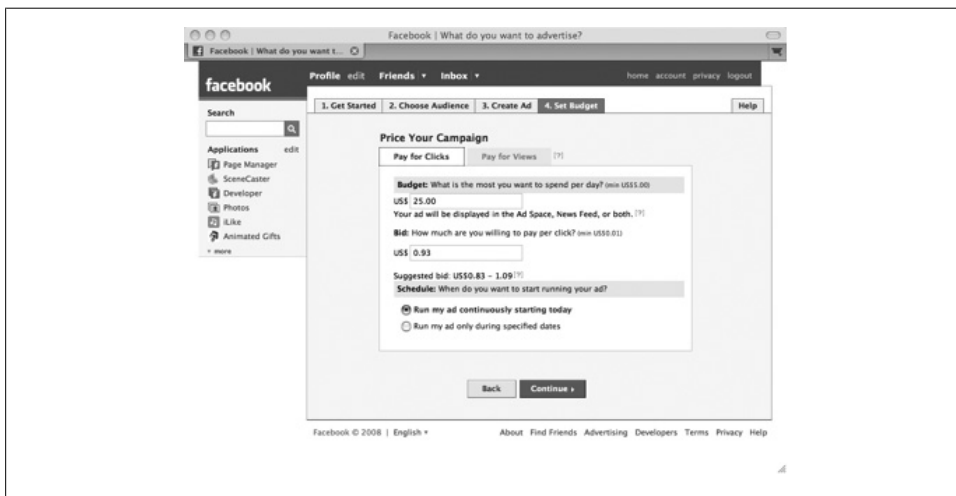 Facebook | What do you want to advertise?
Facebook | What do you want t...
facebook
Profile edit Friends Inbox
home account privacy logout
Search
Applications edit
Page Manager
SceneCaster
Developer
Photos
iLike
Animated Gifts
more
1. Get Started 2. Choose Audience 3. Create Ad 4. Set Budget Help
Price Your Campaign
Pay for Clicks Pay for Views [?]
Budget: What is the most you want to spend per day? (min US$5.00)
US$ 25.00
Your ad will be displayed in the Ad Space, News Feed, or both. [?]
Bid: How much are you willing to pay per click? (min US$0.01)
US$ 0.93
Suggested bid: US$0.83 – 1.09 [?]
Schedule: When do you want to start running your ad?
Run my ad continuously starting today
Run my ad only during specified dates
Back Continue
Facebook © 2008 | English
About Find Friends Advertising Developers Terms Privacy Help